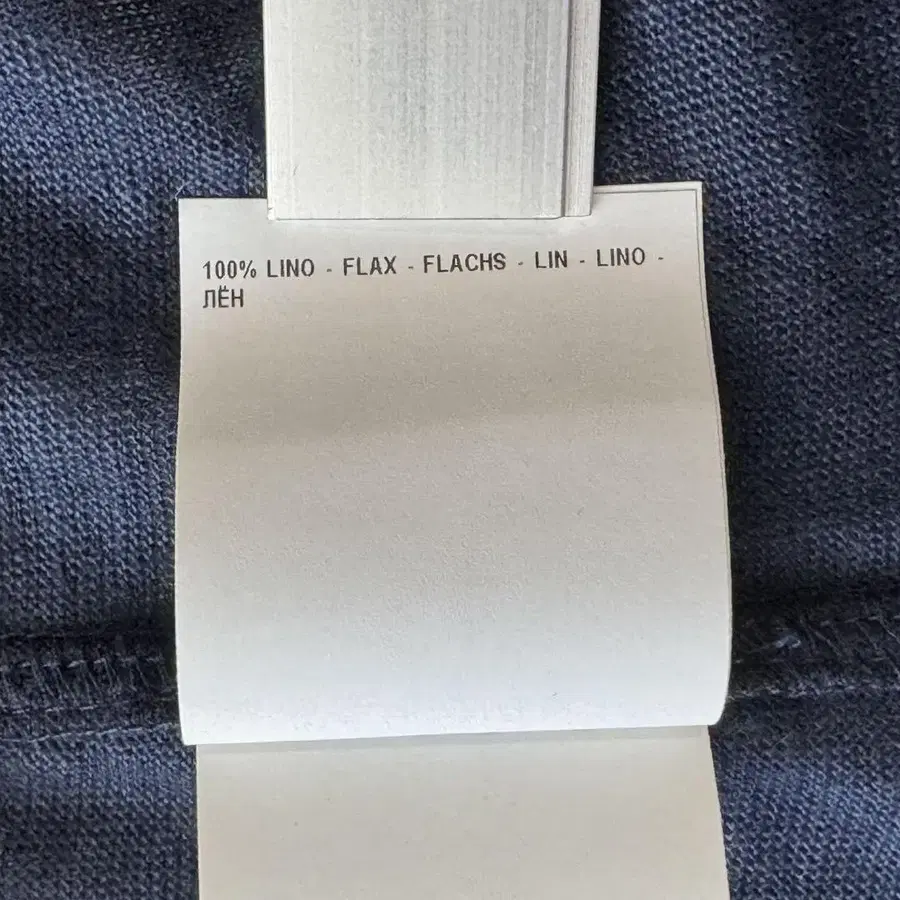 100% LINO - FLAX - FLACHS - LIN - LINO -
ЛЁН